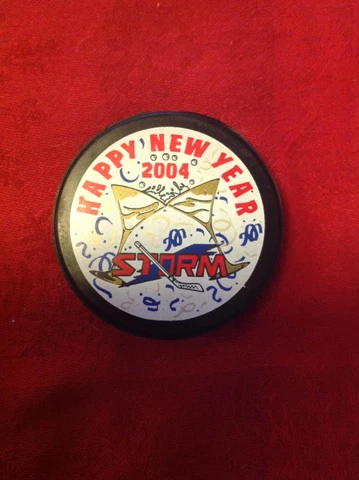 HAPPY NEW YEAR
2004
STORM